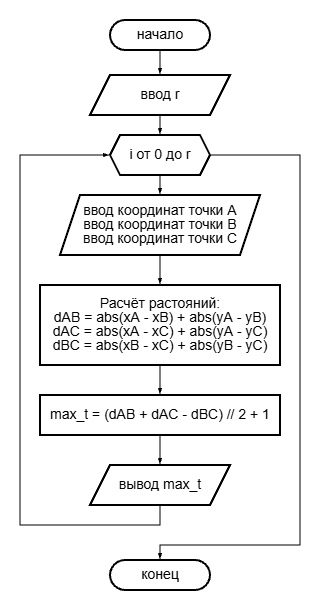 начало
ввод r
i от 0 до r
ввод координат точки A
ввод координат точки B
ввод координат точки C
Расчёт растояний:
dAB = abs(xA - xB) + abs(yA - yB)
dAC = abs(xA - xC) + abs(yA - yC)
dBC = abs(xB - xC) + abs(yB - yC)
max_t = (dAB + dAC - dBC) // 2 + 1
вывод max_t
конец